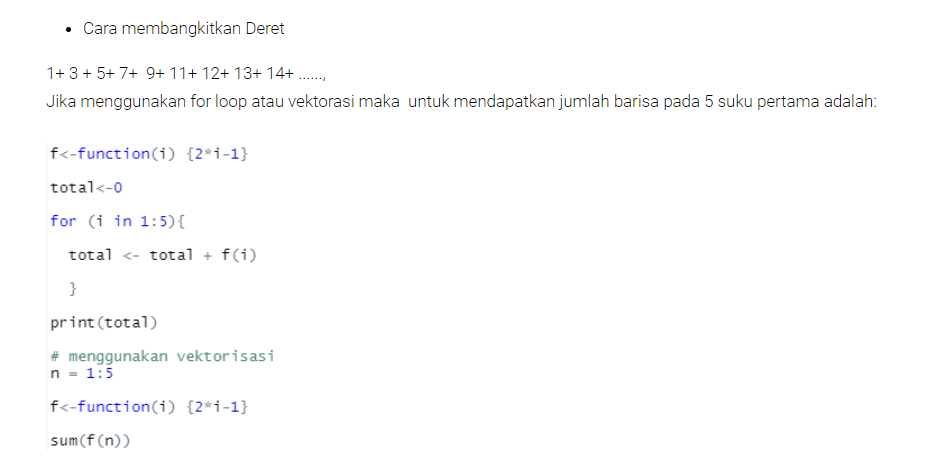 • Cara membangkitkan Deret
1+ 3 + 5+ 7+ 9+ 11+ 12+ 13+ 14+ ......,
Jika menggunakan for loop atau vektorasi maka untuk mendapatkan jumlah barisa pada 5 suku pertama adalah:
f<-function(i) {2*i-1}
total<-0
for (i in 1:5){
total <- total + f(i)
}
print(total)
# menggunakan vektorisasi
n = 1:5
f<-function(i) {2*i-1}
sum(f(n))